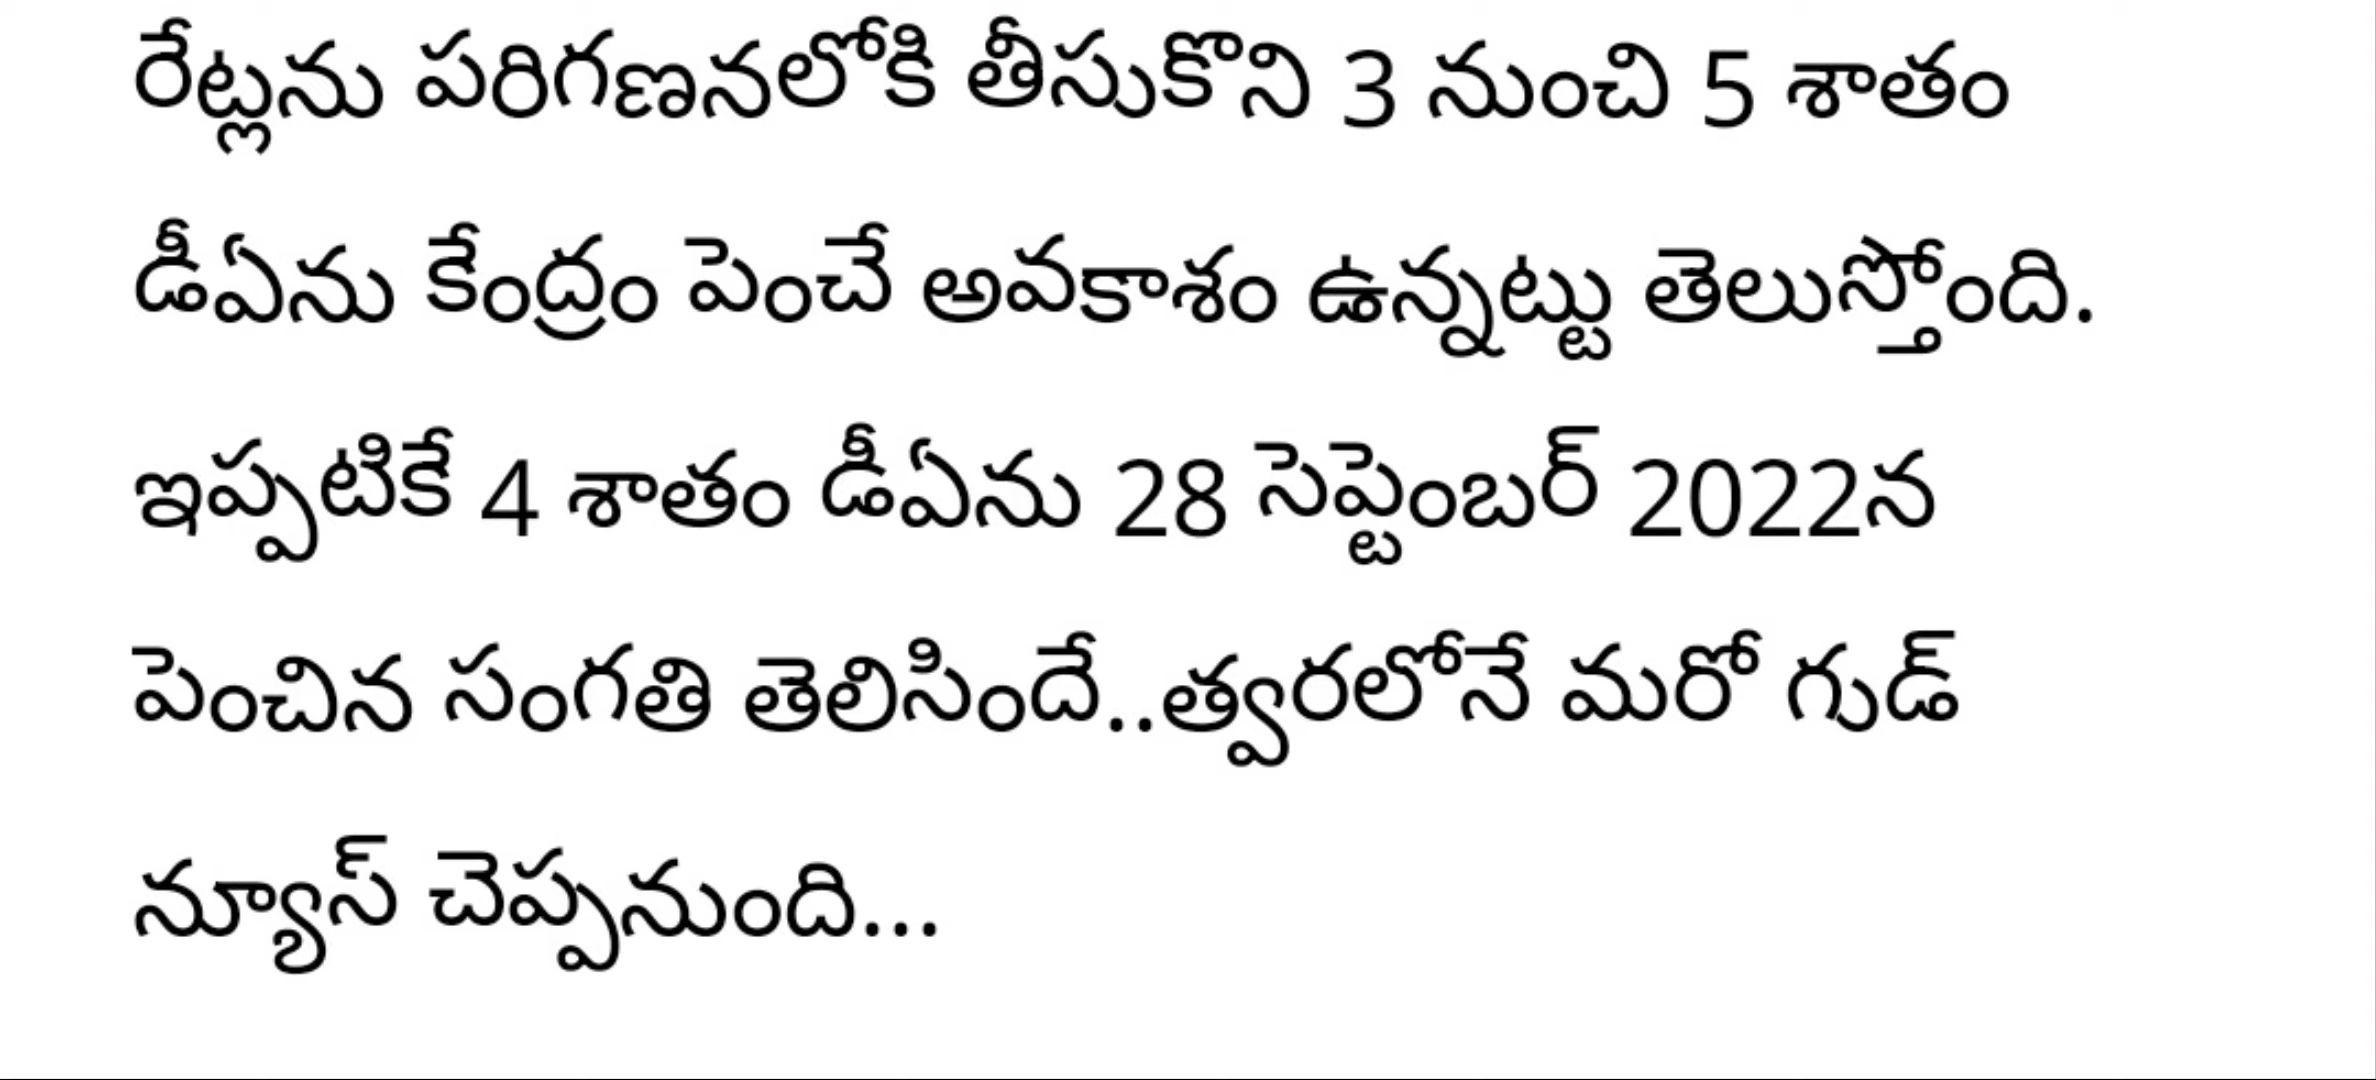 రేట్లను పరిగణనలోకి తీసుకొని 3 నుంచి 5 శాతం
డీఏను కేంద్రం పెంచే అవకాశం ఉన్నట్టు తెలుస్తోంది.
ఇప్పటికే 4 శాతం డీఏను 28 సెప్టెంబర్ 2022న
పెంచిన సంగతి తెలిసిందే..త్వరలోనే మరో గుడ్
న్యూస్ చెప్పనుంది...